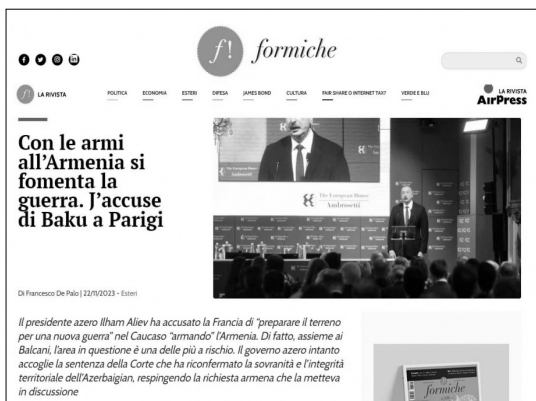 f! formiche
f! LA RIVISTA
POLITICA ECONOMIA ESTERI DIFESA JAMES BOND CULTURA FAIR SHARE O INTERNET TAX? VERDE E BLU
LA RIVISTA
AIRPRESS
Con le armi
all’Armenia si
fomenta la
guerra. J’accuse
di Baku a Parigi
The European House
Ambrosetti
Di Francesco De Palo | 22/11/2023 - Esteri
Il presidente azero Ilham Aliev ha accusato la Francia di “preparare il terreno
per una nuova guerra” nel Caucaso “armando” l’Armenia. Di fatto, assieme ai
Balcani, l’area in questione è una delle più a rischio. Il governo azero intanto
accoglie la sentenza della Corte che ha riconfermato la sovranità e l’integrità
territoriale dell’Azerbaigian, respingendo la richiesta armena che la metteva
in discussione
formiche